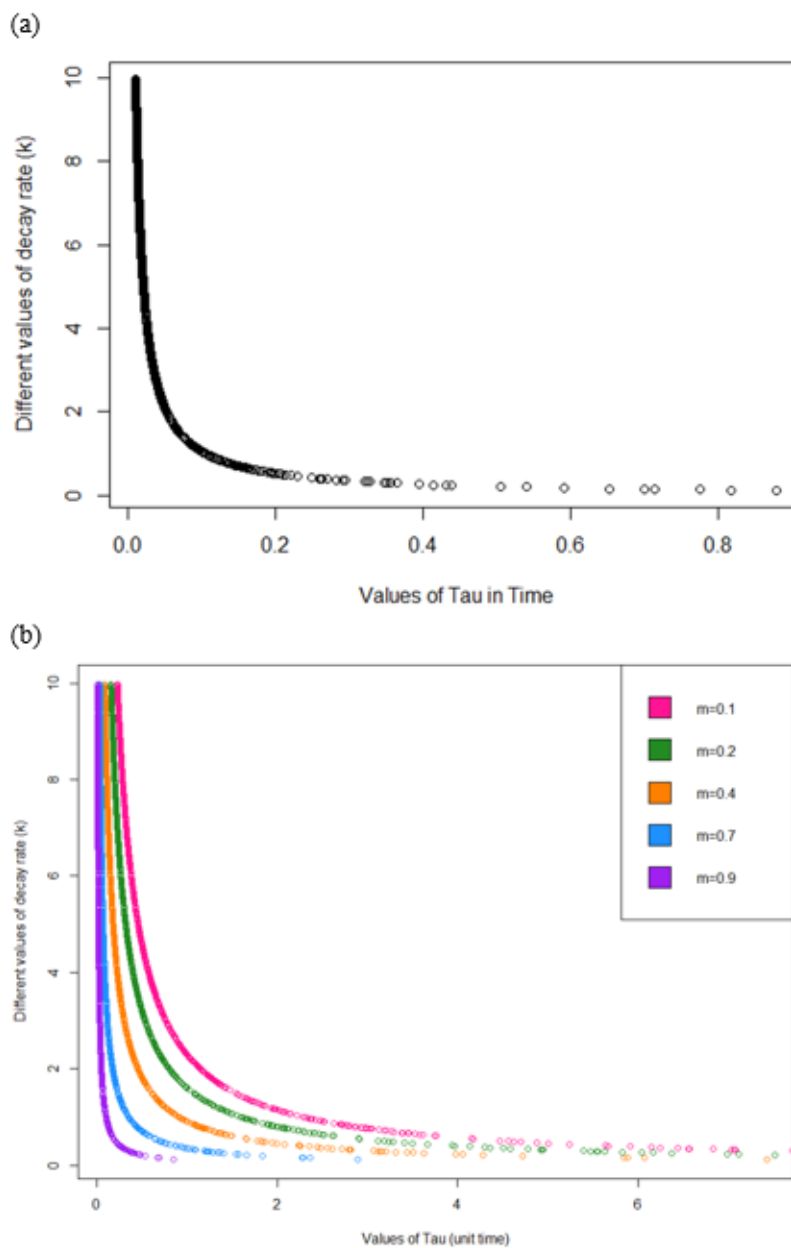 (a)
Different values of decay rate (k)
10
8
6
4
2
0
0.0 0.2 0.4 0.6 0.8
Values of Tau in Time
(b)
Different values of decay rate (k)
10
8
6
4
2
0
m=0.1
m=0.2
m=0.4
m=0.7
m=0.9
0 2 4 6
Values of Tau (unit time)